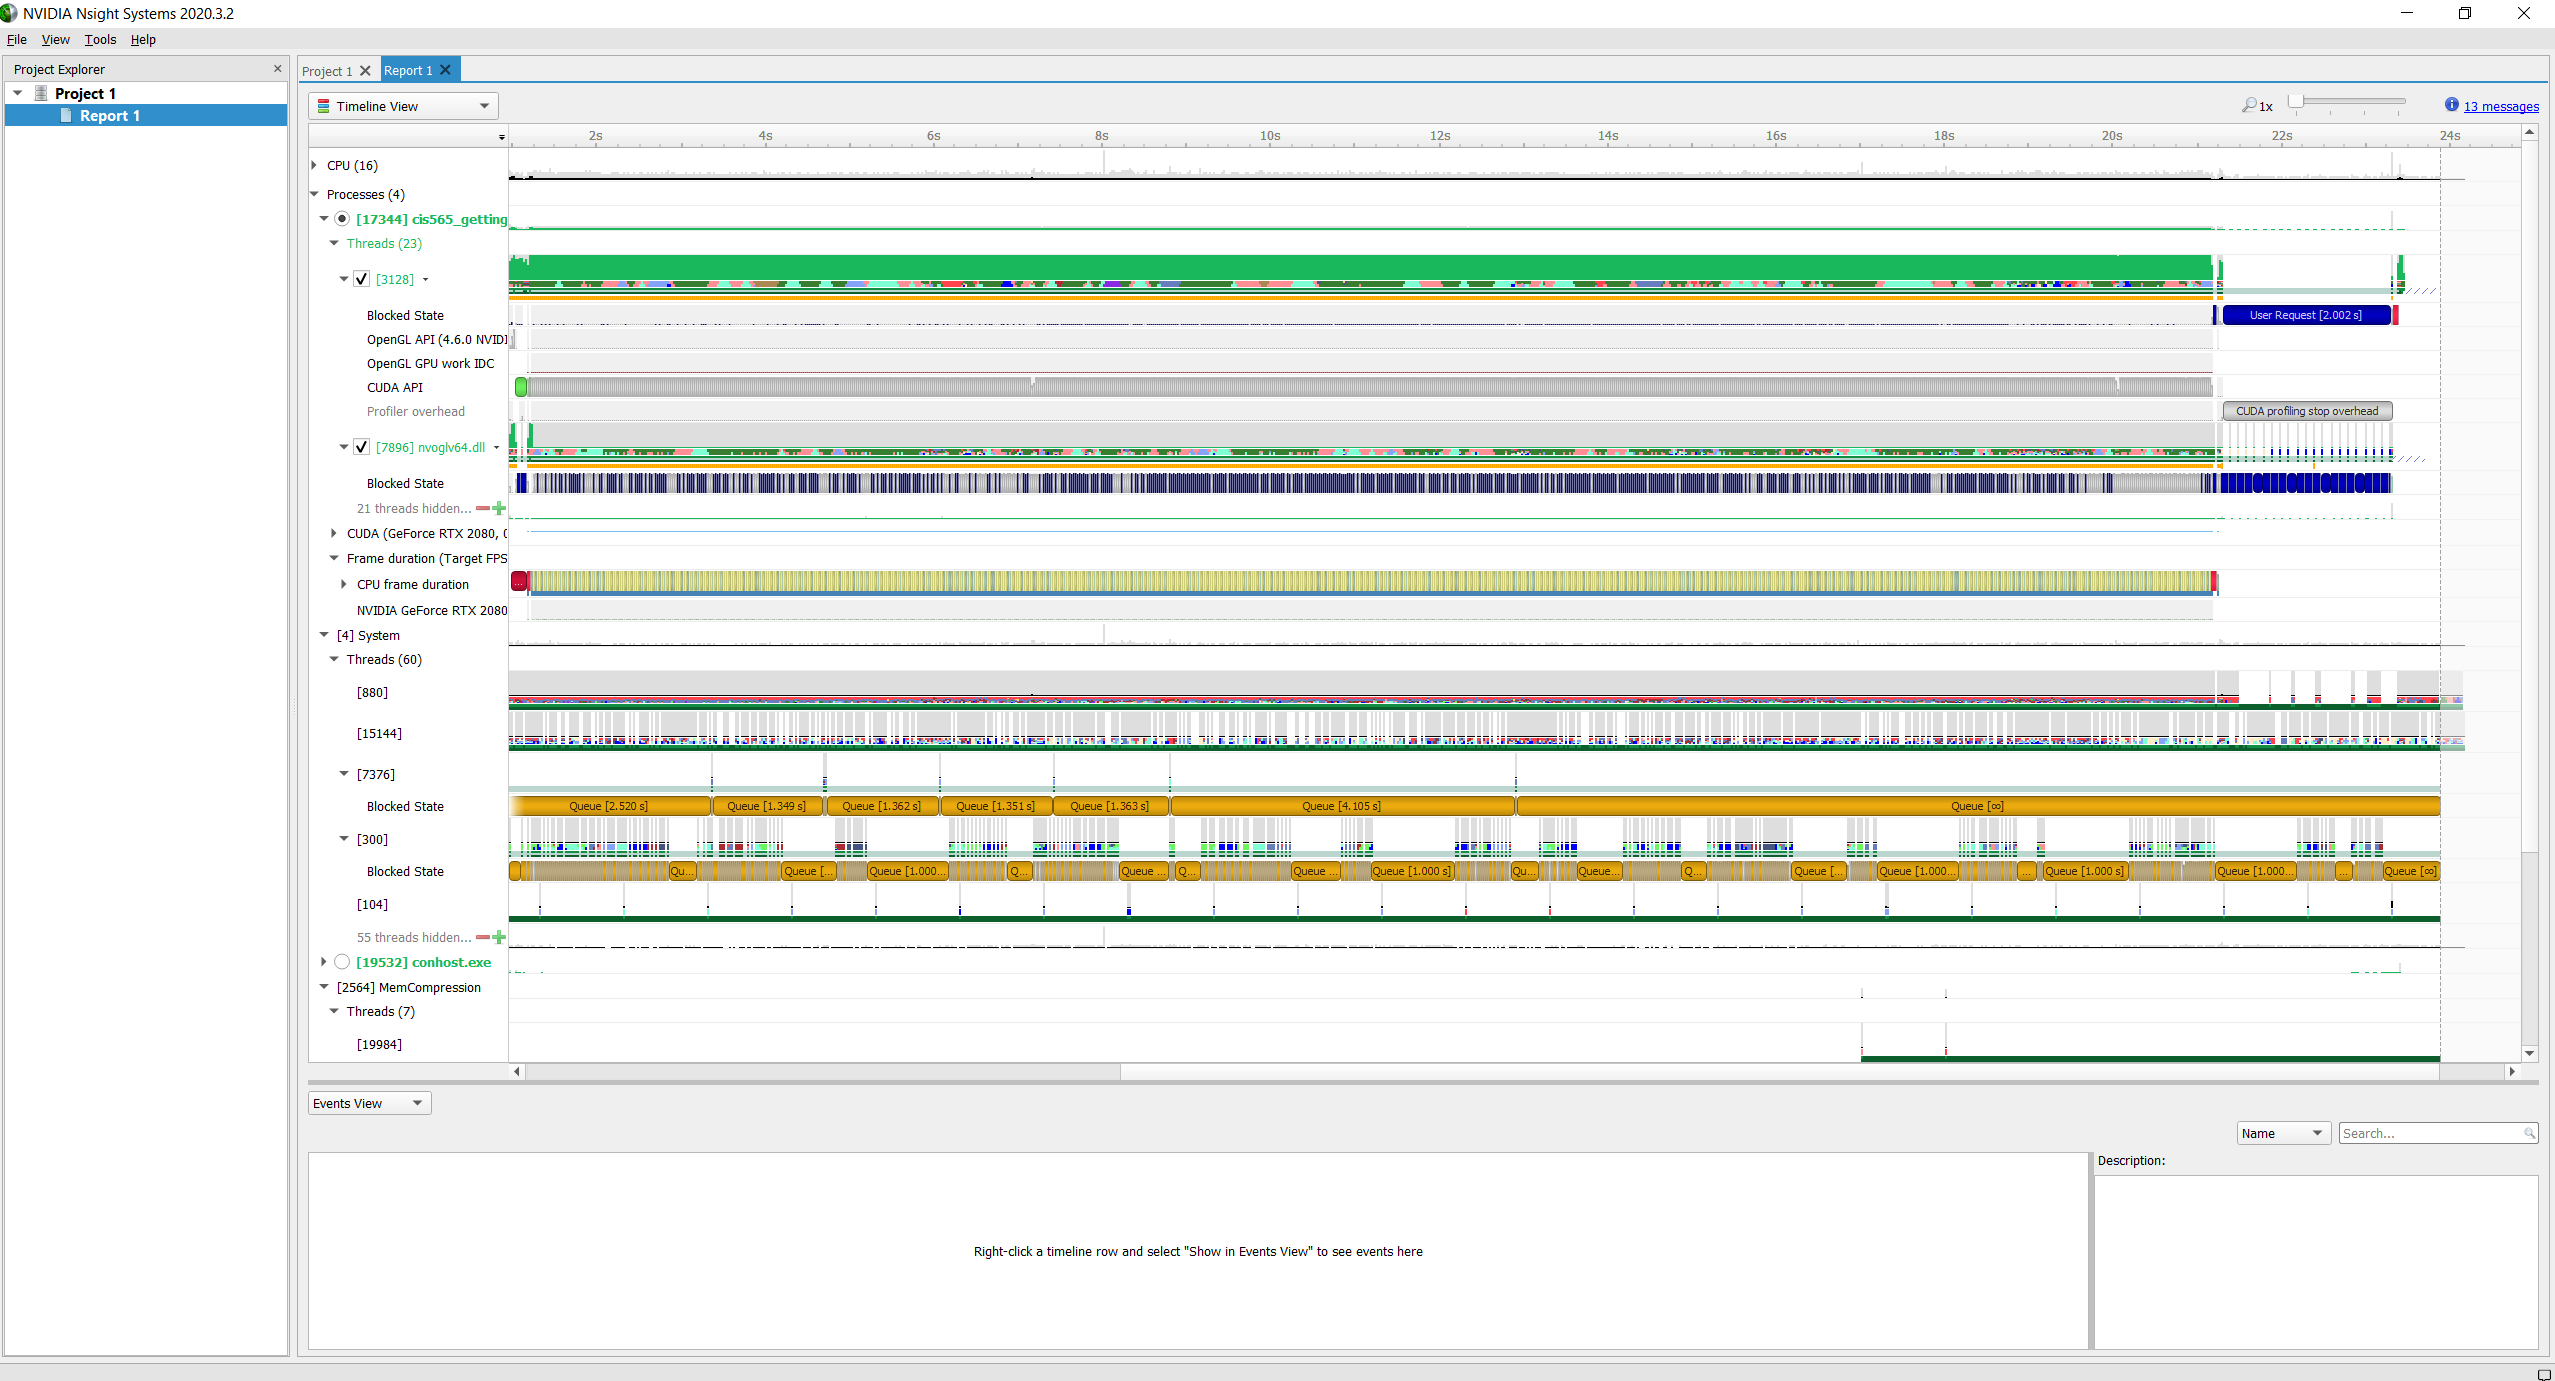 NVIDIA Nsight Systems 2020.3.2
File View Tools Help
Project Explorer
Project 1
Report 1
Project 1 Report 1
Timeline View
1x
13 messages
2s 4s 6s 8s 10s 12s 14s 16s 18s 20s 22s 24s
CPU (16)
Processes (4)
[17344] cis565_getting
Threads (23)
[3128]
Blocked State
User Request [2.002 s]
OpenGL API (4.6.0 NVIDI
OpenGL GPU work IDC
CUDA API
Profiler overhead
CUDA profiling stop overhead
[7896] nvoglv64.dll
Blocked State
21 threads hidden...
CUDA (GeForce RTX 2080, 0
Frame duration (Target FPS
CPU frame duration
...
NVIDIA GeForce RTX 2080
[4] System
Threads (60)
[880]
[15144]
[7376]
Blocked State
Queue [2.520 s] Queue [1.349 s] Queue [1.362 s] Queue [1.351 s] Queue [1.363 s] Queue [4.105 s] Queue [∞]
[300]
Blocked State
Qu... Queue [... Queue [1.000... Q... Queue ... Q... Queue ... Queue [1.000 s] Qu... Queue... Q... Queue [... Queue [1.000... ... Queue [1.000 s] Queue [1.000... ... Queue [∞]
[104]
55 threads hidden...
[19532] conhost.exe
[2564] MemCompression
Threads (7)
[19984]
Events View
Name
Search...
Description:
Right-click a timeline row and select "Show in Events View" to see events here